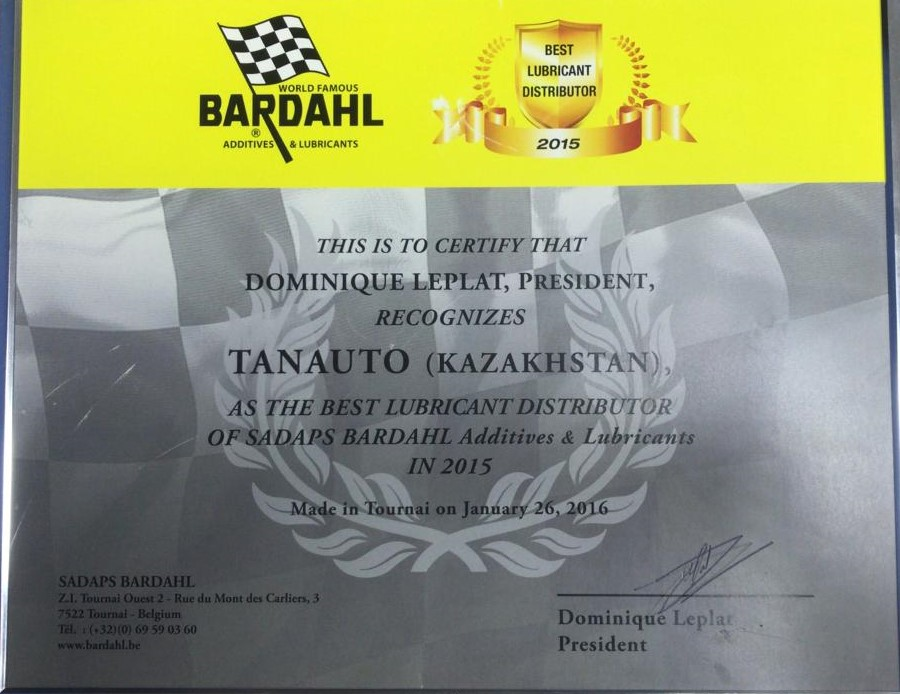 WORLD FAMOUS
BARDAHL
®
ADDITIVES & LUBRICANTS
BEST
LUBRICANT
DISTRIBUTOR
2015
THIS IS TO CERTIFY THAT
DOMINIQUE LEPLAT, PRESIDENT,
RECOGNIZES
TANAUTO (KAZAKHSTAN),
AS THE BEST LUBRICANT DISTRIBUTOR
OF SADAPS BARDAHL Additives & Lubricants
IN 2015
Made in Tournai on January 26, 2016
SADAPS BARDAHL
Z.I. Tournai Ouest 2 - Rue du Mont des Carliers, 3
7522 Tournai - Belgium
Tél. : (+32)(0) 69 59 03 60
www.bardahl.be
Dominique Leplat
President